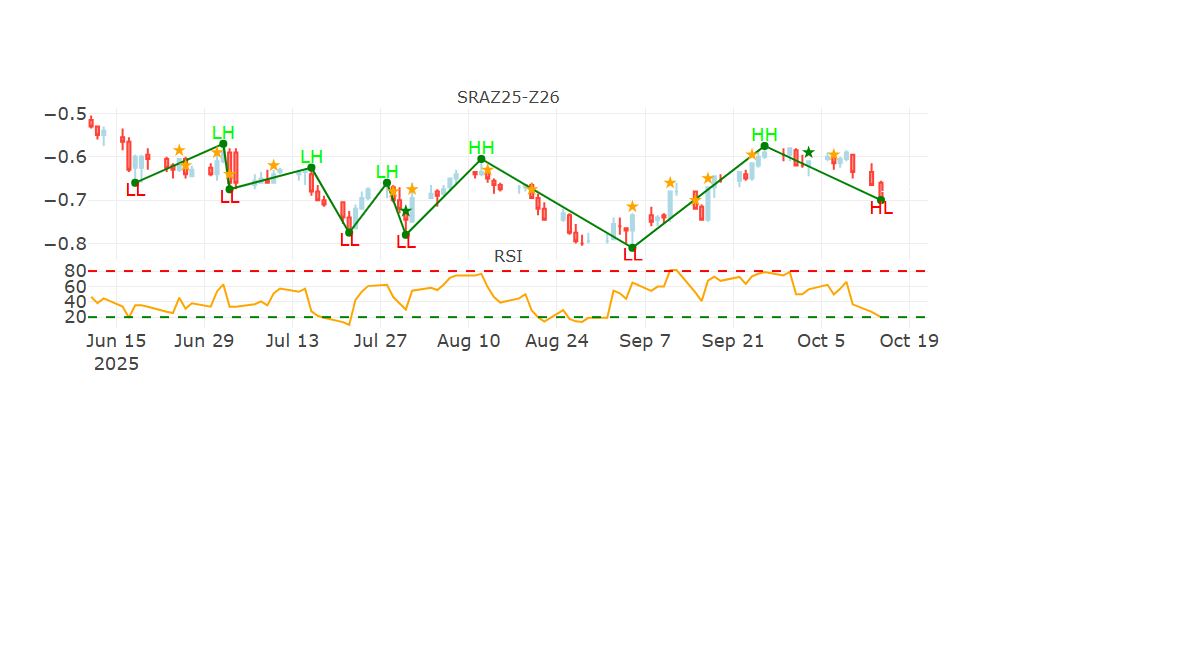 SRAZ25-Z26
−0.5
−0.6
−0.7
−0.8
LL
LH
LL
LH
LL
LH
LL
HH
LL
HH
HL
RSI
80
60
40
20
Jun 15 Jun 29 Jul 13 Jul 27 Aug 10 Aug 24 Sep 7 Sep 21 Oct 5 Oct 19
2025